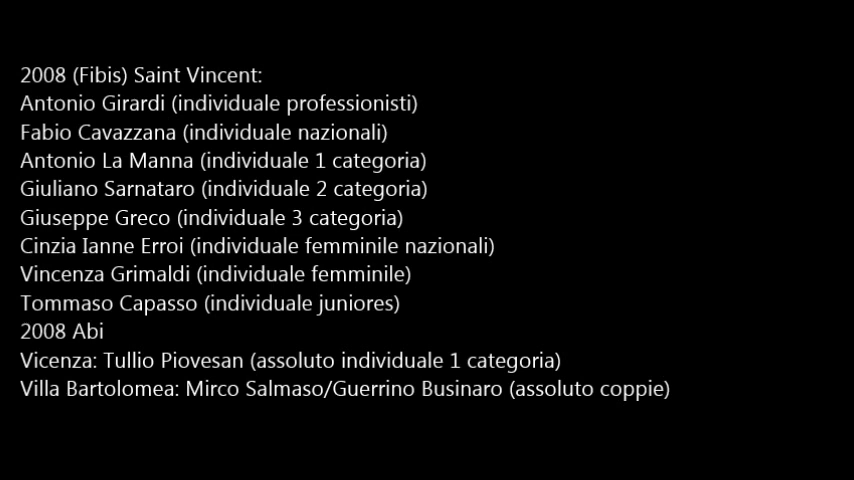 2008 (Fibis) Saint Vincent:
Antonio Girardi (individuale professionisti)
Fabio Cavazzana (individuale nazionali)
Antonio La Manna (individuale 1 categoria)
Giuliano Sarnataro (individuale 2 categoria)
Giuseppe Greco (individuale 3 categoria)
Cinzia Ianne Erroi (individuale femminile nazionali)
Vincenza Grimaldi (individuale femminile)
Tommaso Capasso (individuale juniores)
2008 Abi
Vicenza: Tullio Piovesan (assoluto individuale 1 categoria)
Villa Bartolomea: Mirco Salmaso/Guerrino Businaro (assoluto coppie)